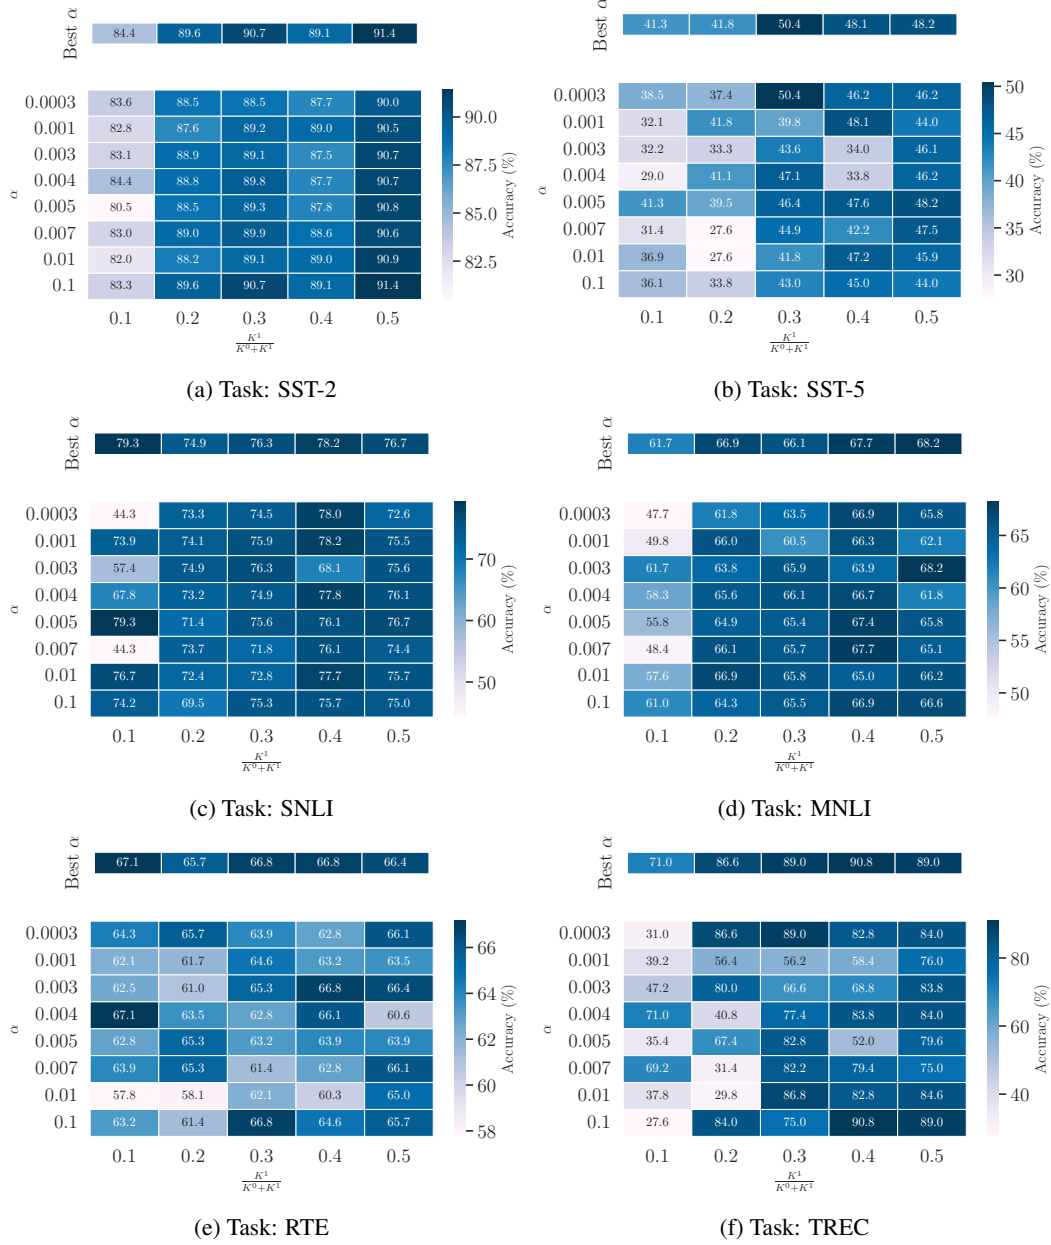 Best α 84.4 89.6 90.7 89.1 91.4
0.0003 83.6 88.5 88.5 87.7 90.0
0.001 82.8 87.6 89.2 89.0 90.5
0.003 83.1 88.9 89.1 87.5 90.7
0.004 84.4 88.8 89.8 87.7 90.7
0.005 80.5 88.5 89.3 87.8 90.8
0.007 83.0 89.0 89.9 88.6 90.6
0.01 82.0 88.2 89.1 89.0 90.9
0.1 83.3 89.6 90.7 89.1 91.4
α
0.1 0.2 0.3 0.4 0.5
K^1 / K^0+K^1
90.0
87.5
85.0
82.5
Accuracy (%)
(a) Task: SST-2
Best α 41.3 41.8 50.4 48.1 48.2
0.0003 38.5 37.4 50.4 46.2 46.2
0.001 32.1 41.8 39.8 48.1 44.0
0.003 32.2 33.3 43.6 34.0 46.1
0.004 29.0 41.1 47.1 33.8 46.2
0.005 41.3 39.5 46.4 47.6 48.2
0.007 31.4 27.6 44.9 42.2 47.5
0.01 36.9 27.6 41.8 47.2 45.9
0.1 36.1 33.8 43.0 45.0 44.0
α
0.1 0.2 0.3 0.4 0.5
K^1 / K^0+K^1
50
45
40
35
30
Accuracy (%)
(b) Task: SST-5
Best α 79.3 74.9 76.3 78.2 76.7
0.0003 44.3 73.3 74.5 78.0 72.6
0.001 73.9 74.1 75.9 78.2 75.5
0.003 57.4 74.9 76.3 68.1 75.6
0.004 67.8 73.2 74.9 77.8 76.1
0.005 79.3 71.4 75.6 76.1 76.7
0.007 44.3 73.7 71.8 76.1 74.4
0.01 76.7 72.4 72.8 77.7 75.7
0.1 74.2 69.5 75.3 75.7 75.0
α
0.1 0.2 0.3 0.4 0.5
K^1 / K^0+K^1
70
60
50
Accuracy (%)
(c) Task: SNLI
Best α 61.7 66.9 66.1 67.7 68.2
0.0003 47.7 61.8 63.5 66.9 65.8
0.001 49.8 66.0 60.5 66.3 62.1
0.003 61.7 63.8 65.9 63.9 68.2
0.004 58.3 65.6 66.1 66.7 61.8
0.005 55.8 64.9 65.4 67.4 65.8
0.007 48.4 66.1 65.7 67.7 65.1
0.01 57.6 66.9 65.8 65.0 66.2
0.1 61.0 64.3 65.5 66.9 66.6
α
0.1 0.2 0.3 0.4 0.5
K^1 / K^0+K^1
65
60
55
50
Accuracy (%)
(d) Task: MNLI
Best α 67.1 65.7 66.8 66.8 66.4
0.0003 64.3 65.7 63.9 62.8 66.1
0.001 62.1 61.7 64.6 63.2 63.5
0.003 62.5 61.0 65.3 66.8 66.4
0.004 67.1 63.5 62.8 66.1 60.6
0.005 62.8 65.3 63.2 63.9 63.9
0.007 63.9 65.3 61.4 62.8 66.1
0.01 57.8 58.1 62.1 60.3 65.0
0.1 63.2 61.4 66.8 64.6 65.7
α
0.1 0.2 0.3 0.4 0.5
K^1 / K^0+K^1
66
64
62
60
58
Accuracy (%)
(e) Task: RTE
Best α 71.0 86.6 89.0 90.8 89.0
0.0003 31.0 86.6 89.0 82.8 84.0
0.001 39.2 56.4 56.2 58.4 76.0
0.003 47.2 80.0 66.6 68.8 83.8
0.004 71.0 40.8 77.4 83.8 84.0
0.005 35.4 67.4 82.8 52.0 79.6
0.007 69.2 31.4 82.2 79.4 75.0
0.01 37.8 29.8 86.8 82.8 84.6
0.1 27.6 84.0 75.0 90.8 89.0
α
0.1 0.2 0.3 0.4 0.5
K^1 / K^0+K^1
80
60
40
Accuracy (%)
(f) Task: TREC